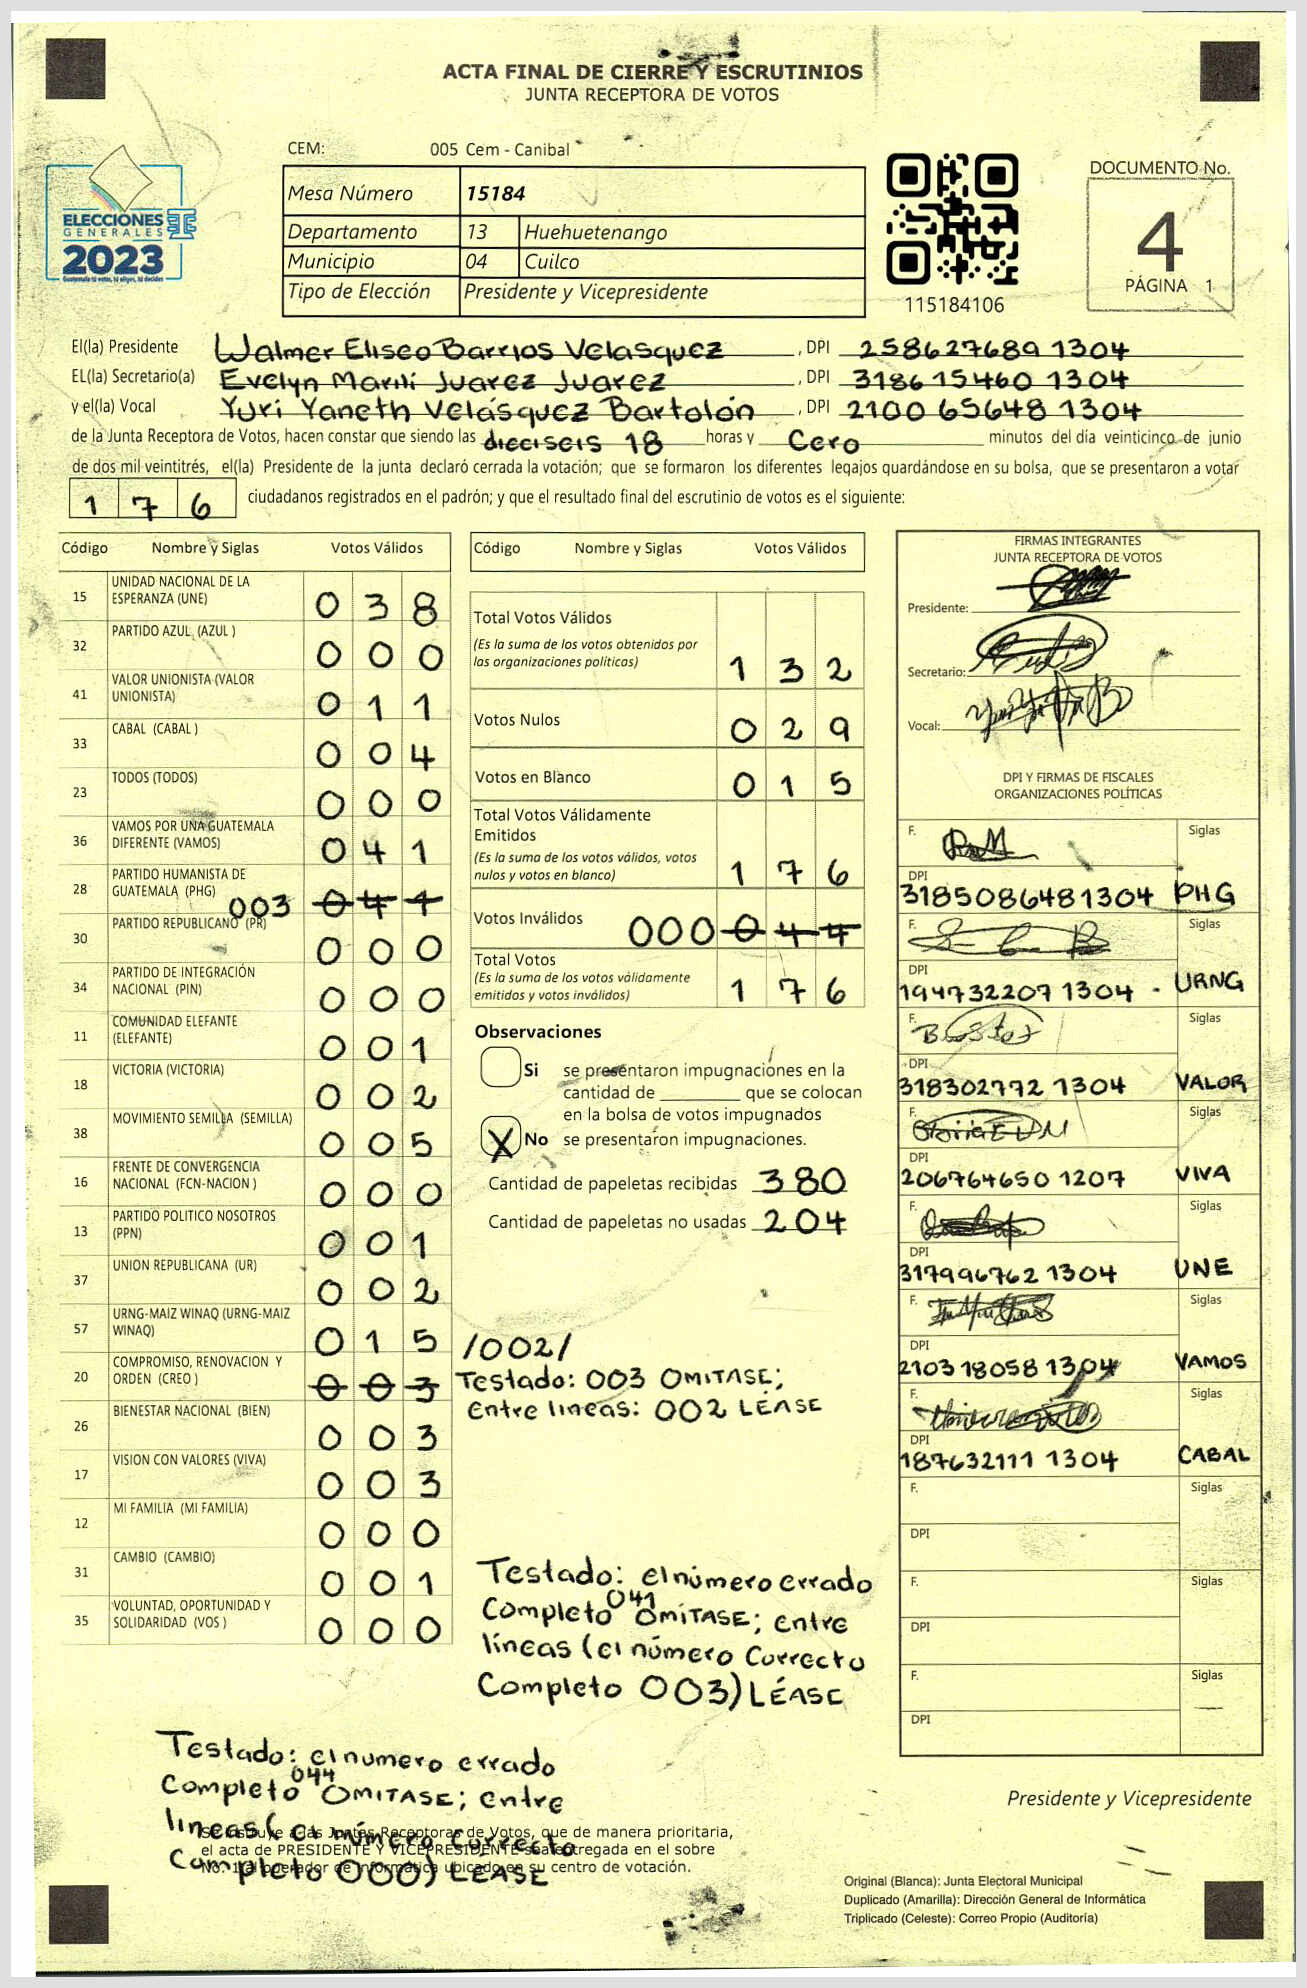 ACTA FINAL DE CIERRE Y ESCRUTINIOS
JUNTA RECEPTORA DE VOTOS
CEM: 005 Cem - Canibal
ELECCIONES
GENERALES
2023
Mesa Número 15184
Departamento 13 Huehuetenango
Municipio 04 Cuilco
Tipo de Elección Presidente y Vicepresidente
115184106
DOCUMENTO No.
4
PÁGINA 1
El(la) Presidente Walmer Eliseo Barrios Velasquez, DPI 258627689 1304
EL(la) Secretario(a) Evelyn Marilí Juarez Juarez, DPI 318615460 1304
y el(la) Vocal Yuri Yaneth Velásquez Bartolón, DPI 2100 65648 1304
de la Junta Receptora de Votos, hacen constar que siendo las dieciseis 18 horas y Cero minutos del día veinticinco de junio
de dos mil veintitrés, el(la) Presidente de la junta declaró cerrada la votación; que se formaron los diferentes legajos guardándose en su bolsa, que se presentaron a votar
1 7 6 ciudadanos registrados en el padrón; y que el resultado final del escrutinio de votos es el siguiente:
Código Nombre y Siglas Votos Válidos
15 UNIDAD NACIONAL DE LA ESPERANZA (UNE) 0 3 8
32 PARTIDO AZUL (AZUL ) 0 0 0
41 VALOR UNIONISTA (VALOR UNIONISTA) 0 1 1
33 CABAL (CABAL ) 0 0 4
23 TODOS (TODOS) 0 0 0
36 VAMOS POR UNA GUATEMALA DIFERENTE (VAMOS) 0 4 1
28 PARTIDO HUMANISTA DE GUATEMALA (PHG) 003 0 4 1
30 PARTIDO REPUBLICANO (PR) 0 0 0
34 PARTIDO DE INTEGRACIÓN NACIONAL (PIN) 0 0 0
11 COMUNIDAD ELEFANTE (ELEFANTE) 0 0 1
18 VICTORIA (VICTORIA) 0 0 2
38 MOVIMIENTO SEMILLA (SEMILLA) 0 0 5
16 FRENTE DE CONVERGENCIA NACIONAL (FCN-NACION ) 0 0 0
13 PARTIDO POLITICO NOSOTROS (PPN) 0 0 1
37 UNION REPUBLICANA (UR) 0 0 2
57 URNG-MAIZ WINAQ (URNG-MAIZ WINAQ) 0 1 5
20 COMPROMISO, RENOVACION Y ORDEN (CREO ) 0 0 3
26 BIENESTAR NACIONAL (BIEN) 0 0 3
17 VISION CON VALORES (VIVA) 0 0 3
12 MI FAMILIA (MI FAMILIA) 0 0 0
31 CAMBIO (CAMBIO) 0 0 1
35 VOLUNTAD, OPORTUNIDAD Y SOLIDARIDAD (VOS ) 0 0 0
Código Nombre y Siglas Votos Válidos
Total Votos Válidos
(Es la suma de los votos obtenidos por
las organizaciones políticas) 1 3 2
Votos Nulos 0 2 9
Votos en Blanco 0 1 5
Total Votos Válidamente
Emitidos
(Es la suma de los votos válidos, votos
nulos y votos en blanco) 1 7 6
Votos Inválidos 000 0 4 4
Total Votos
(Es la suma de los votos válidamente
emitidos y votos inválidos) 1 7 6
Observaciones
Si se presentaron impugnaciones en la
cantidad de ________ que se colocan
en la bolsa de votos impugnados
X No se presentaron impugnaciones.
Cantidad de papeletas recibidas 380
Cantidad de papeletas no usadas 204
/002/
Testado: 003 OMITASE;
Entre lineas: 002 LÉASE
Testado: el número errado
Completo 041 OMÍTASE; entre
líneas (el número Correcto
Completo 003) LÉASE
Testado: el numero errado
Completo 044 OMITASE; entre
lineas (el número Correcto
Completo 000) LÉASE
Se instruye a las Juntas Receptoras de Votos, que de manera prioritaria,
el acta de PRESIDENTE Y VICEPRESIDENTE sea entregada en el sobre
No. 1 al operador de informática ubicado en su centro de votación.
FIRMAS INTEGRANTES
JUNTA RECEPTORA DE VOTOS
Presidente:
Secretario:
Vocal:
DPI Y FIRMAS DE FISCALES
ORGANIZACIONES POLÍTICAS
F. Siglas
DPI
3185086481304 PHG
F. Siglas
DPI
194732207 1304 - URNG
F. Siglas
DPI
318302772 1304 VALOR
F. Siglas
DPI
206764650 1207 VIVA
F. Siglas
DPI
317996762 1304 UNE
F. Siglas
DPI
2103 18058 1304 VAMOS
F. Siglas
DPI
187632111 1304 CABAL
F. Siglas
DPI
F. Siglas
DPI
F. Siglas
DPI
Presidente y Vicepresidente
Original (Blanca): Junta Electoral Municipal
Duplicado (Amarilla): Dirección General de Informática
Triplicado (Celeste): Correo Propio (Auditoría)